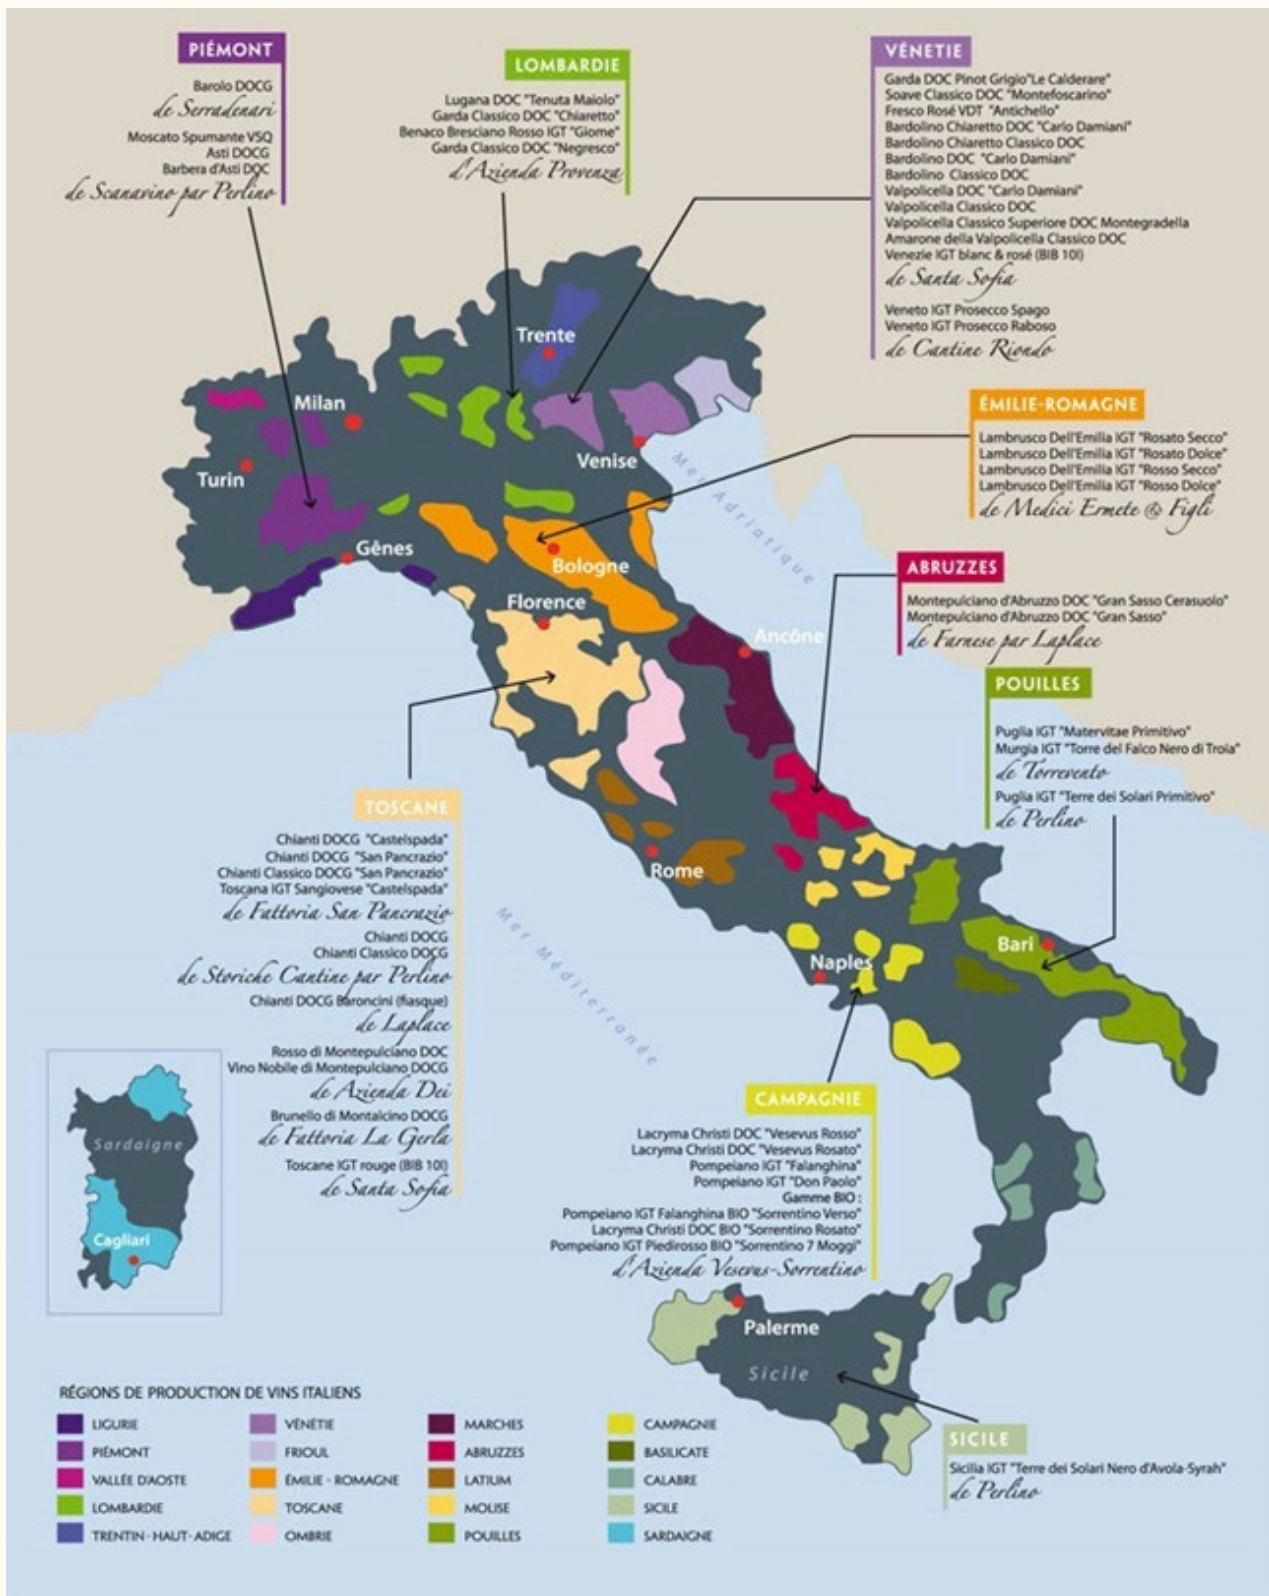 PIÉMONT
Barolo DOCG
de Serradenari
Moscato Spumante VSQ
Asti DOCG
Barbera d'Asti DOC
de Scanavino par Perlino
LOMBARDIE
Lugana DOC "Tenuta Maiolo"
Garda Classico DOC "Chiaretto"
Benaco Bresciano Rosso IGT "Giome"
Garda Classico DOC "Negresco"
d'Azienda Provenza
VÉNETIE
Garda DOC Pinot Grigio"Le Calderare"
Soave Classico DOC "Montefoscarino"
Fresco Rosé VDT "Antichello"
Bardolino Chiaretto DOC "Carlo Damiani"
Bardolino Chiaretto Classico DOC
Bardolino DOC "Carlo Damiani"
Bardolino Classico DOC
Valpolicella DOC "Carlo Damiani"
Valpolicella Classico DOC
Valpolicella Classico Superiore DOC Montegradella
Amarone della Valpolicella Classico DOC
Venezie IGT blanc & rosé (BIB 10l)
de Santa Sofia
Veneto IGT Prosecco Spago
Veneto IGT Prosecco Raboso
de Cantine Riondo
Trente
Milan
Turin
Venise
Gênes
Bologne
Florence
Ancône
Rome
Naples
Bari
Mer Adriatique
Mer Méditerranée
ÉMILIE-ROMAGNE
Lambrusco Dell'Emilia IGT "Rosato Secco"
Lambrusco Dell'Emilia IGT "Rosato Dolce"
Lambrusco Dell'Emilia IGT "Rosso Secco"
Lambrusco Dell'Emilia IGT "Rosso Dolce"
de Medici Ermete & Figli
ABRUZZES
Montepulciano d'Abruzzo DOC "Gran Sasso Cerasuolo"
Montepulciano d'Abruzzo DOC "Gran Sasso"
de Farnese par Laplace
POUILLES
Puglia IGT "Matervitae Primitivo"
Murgia IGT "Torre del Falco Nero di Troia"
de Torrevento
Puglia IGT "Terre dei Solari Primitivo"
de Perlino
TOSCANE
Chianti DOCG "Castelspada"
Chianti DOCG "San Pancrazio"
Chianti Classico DOCG "San Pancrazio"
Toscana IGT Sangiovese "Castelspada"
de Fattoria San Pancrazio
Chianti DOCG
Chianti Classico DOCG
de Storiche Cantine par Perlino
Chianti DOCG Baroncini (fiasque)
de Laplace
Rosso di Montepulciano DOC
Vino Nobile di Montepulciano DOCG
de Azienda Dei
Brunello di Montalcino DOCG
de Fattoria La Gerla
Toscane IGT rouge (BIB 10l)
de Santa Sofia
Sardaigne
Cagliari
CAMPAGNIE
Lacryma Christi DOC "Vesevus Rosso"
Lacryma Christi DOC "Vesevus Rosato"
Pompeiano IGT "Falanghina"
Pompeiano IGT "Don Paolo"
Gamme BIO :
Pompeiano IGT Falanghina BIO "Sorrentino Verso"
Lacryma Christi DOC BIO "Sorrentino Rosato"
Pompeiano IGT Piedirosso BIO "Sorrentino 7 Moggi"
d'Azienda Vesevus-Sorrentino
Palerme
Sicile
SICILE
Sicilia IGT "Terre dei Solari Nero d'Avola-Syrah"
de Perlino
RÉGIONS DE PRODUCTION DE VINS ITALIENS
LIGURIE
PIÉMONT
VALLÉE D'AOSTE
LOMBARDIE
TRENTIN-HAUT-ADIGE
VÉNÉTIE
FRIOUL
ÉMILIE - ROMAGNE
TOSCANE
OMBRIE
MARCHES
ABRUZZES
LATIUM
MOLISE
POUILLES
CAMPAGNIE
BASILICATE
CALABRE
SICILE
SARDAIGNE